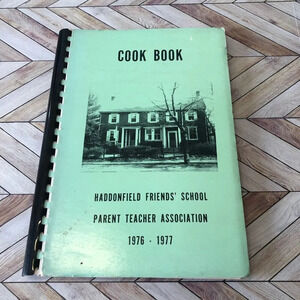 COOK BOOK
HADDONFIELD FRIENDS' SCHOOL
PARENT TEACHER ASSOCIATION
1976 - 1977